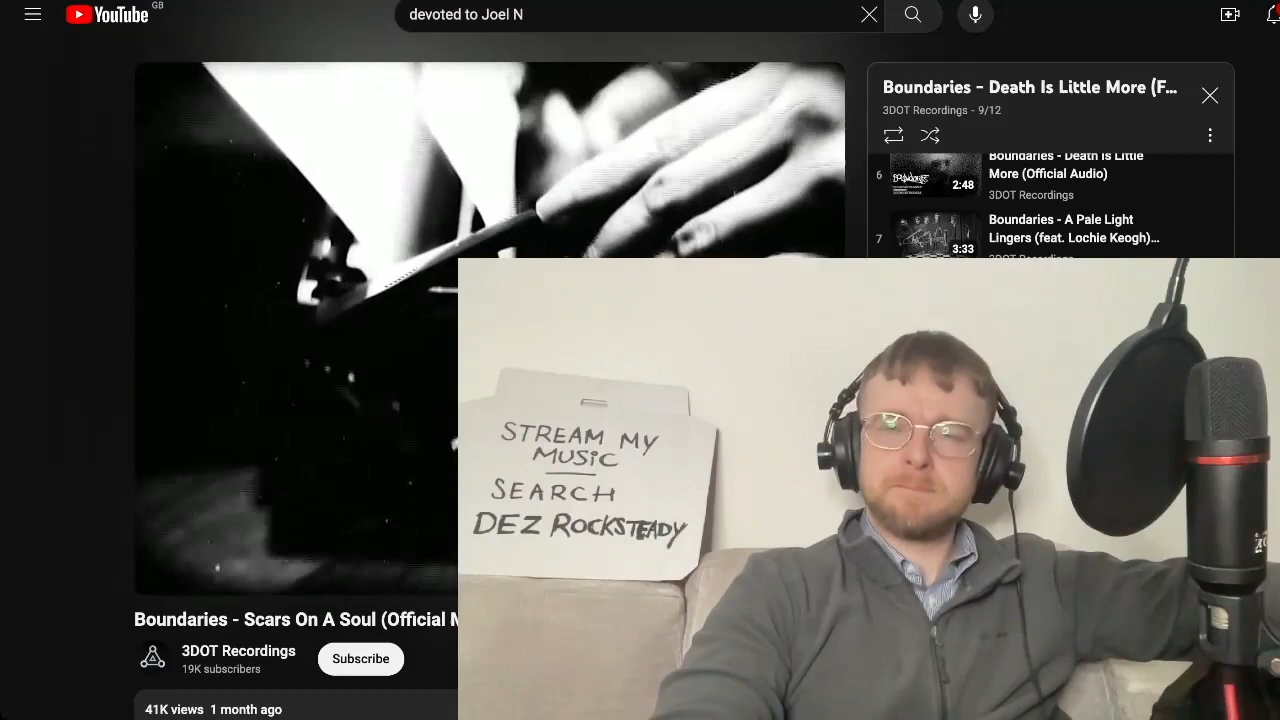 YouTube GB
devoted to Joel N
Boundaries - Death Is Little More (F...
3DOT Recordings - 9/12
6
2:48
Boundaries - Death Is Little
More (Official Audio)
3DOT Recordings
7
3:33
Boundaries - A Pale Light
Lingers (feat. Lochie Keogh)...
3DOT Recordings
STREAM MY
MUSIC
SEARCH
DEZ ROCKSTEADY
Boundaries - Scars On A Soul (Official
3DOT Recordings
19K subscribers
Subscribe
41K views 1 month ago